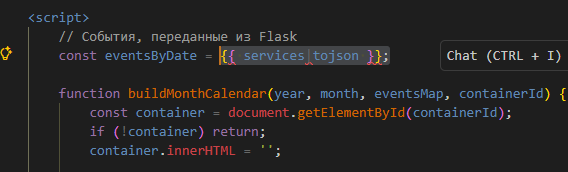 <script>
// События, переданные из Flask
const eventsByDate = {{ services|tojson }};
Chat (CTRL + I)
function buildMonthCalendar(year, month, eventsMap, containerId) {
const container = document.getElementById(containerId);
if (!container) return;
container.innerHTML = '';